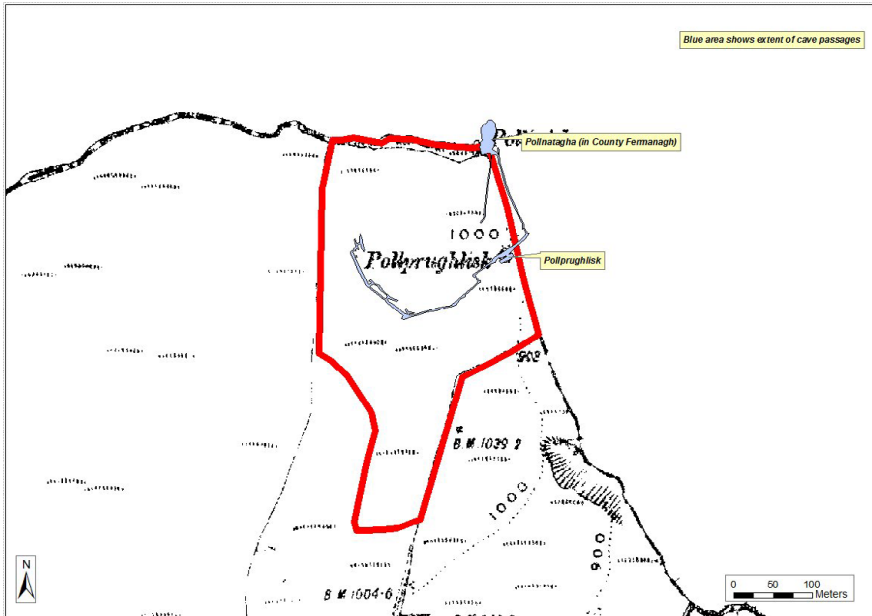 Blue area shows extent of cave passages
Pollnatagha (in County Fermanagh)
1000
Pollprughlisk
Pollprughlisk
B.M.1039·2
1000
900
B.M.1004·6
N
0 50 100
Meters